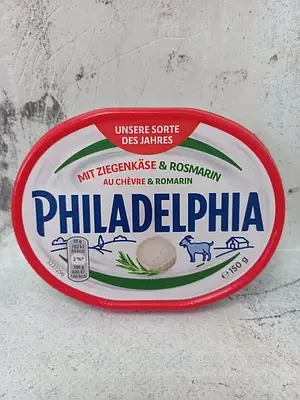 UNSERE SORTE
DES JAHRES
MIT ZIEGENKÄSE & ROSMARIN
AU CHÈVRE & ROMARIN
PHILADELPHIA
℮ 150 g